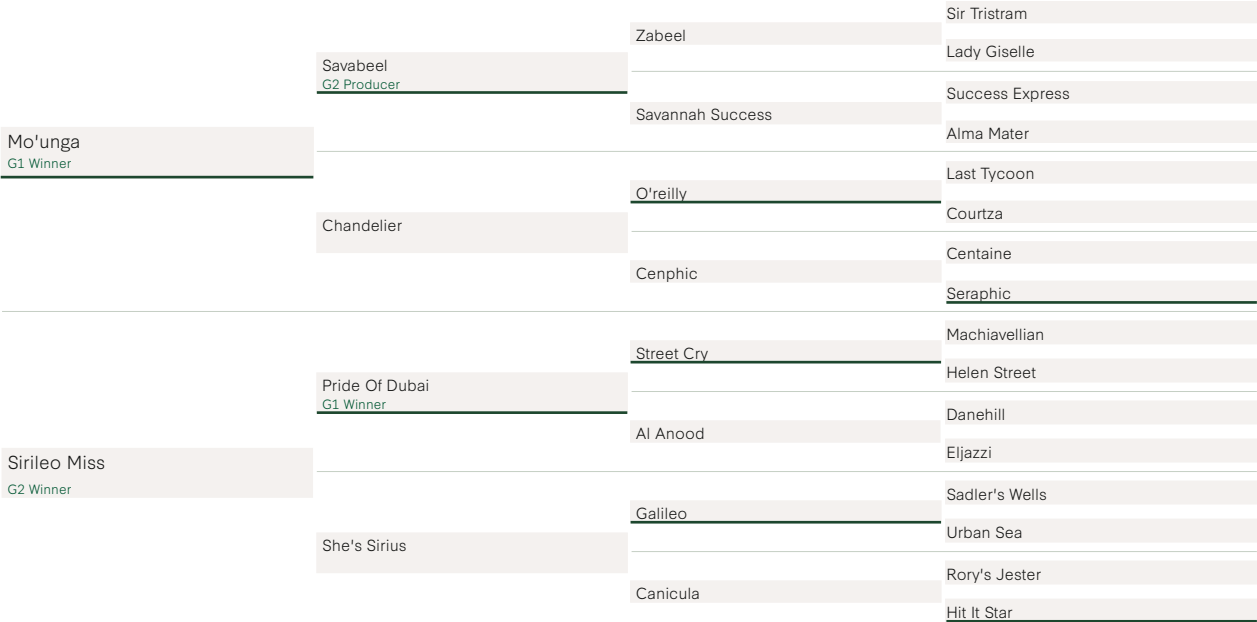 Mo'unga
G1 Winner
Sirileo Miss
G2 Winner
Savabeel
G2 Producer
Chandelier
Pride Of Dubai
G1 Winner
She's Sirius
Zabeel
Savannah Success
O'reilly
Cenphic
Street Cry
Al Anood
Galileo
Canicula
Sir Tristram
Lady Giselle
Success Express
Alma Mater
Last Tycoon
Courtza
Centaine
Seraphic
Machiavellian
Helen Street
Danehill
Eljazzi
Sadler's Wells
Urban Sea
Rory's Jester
Hit It Star